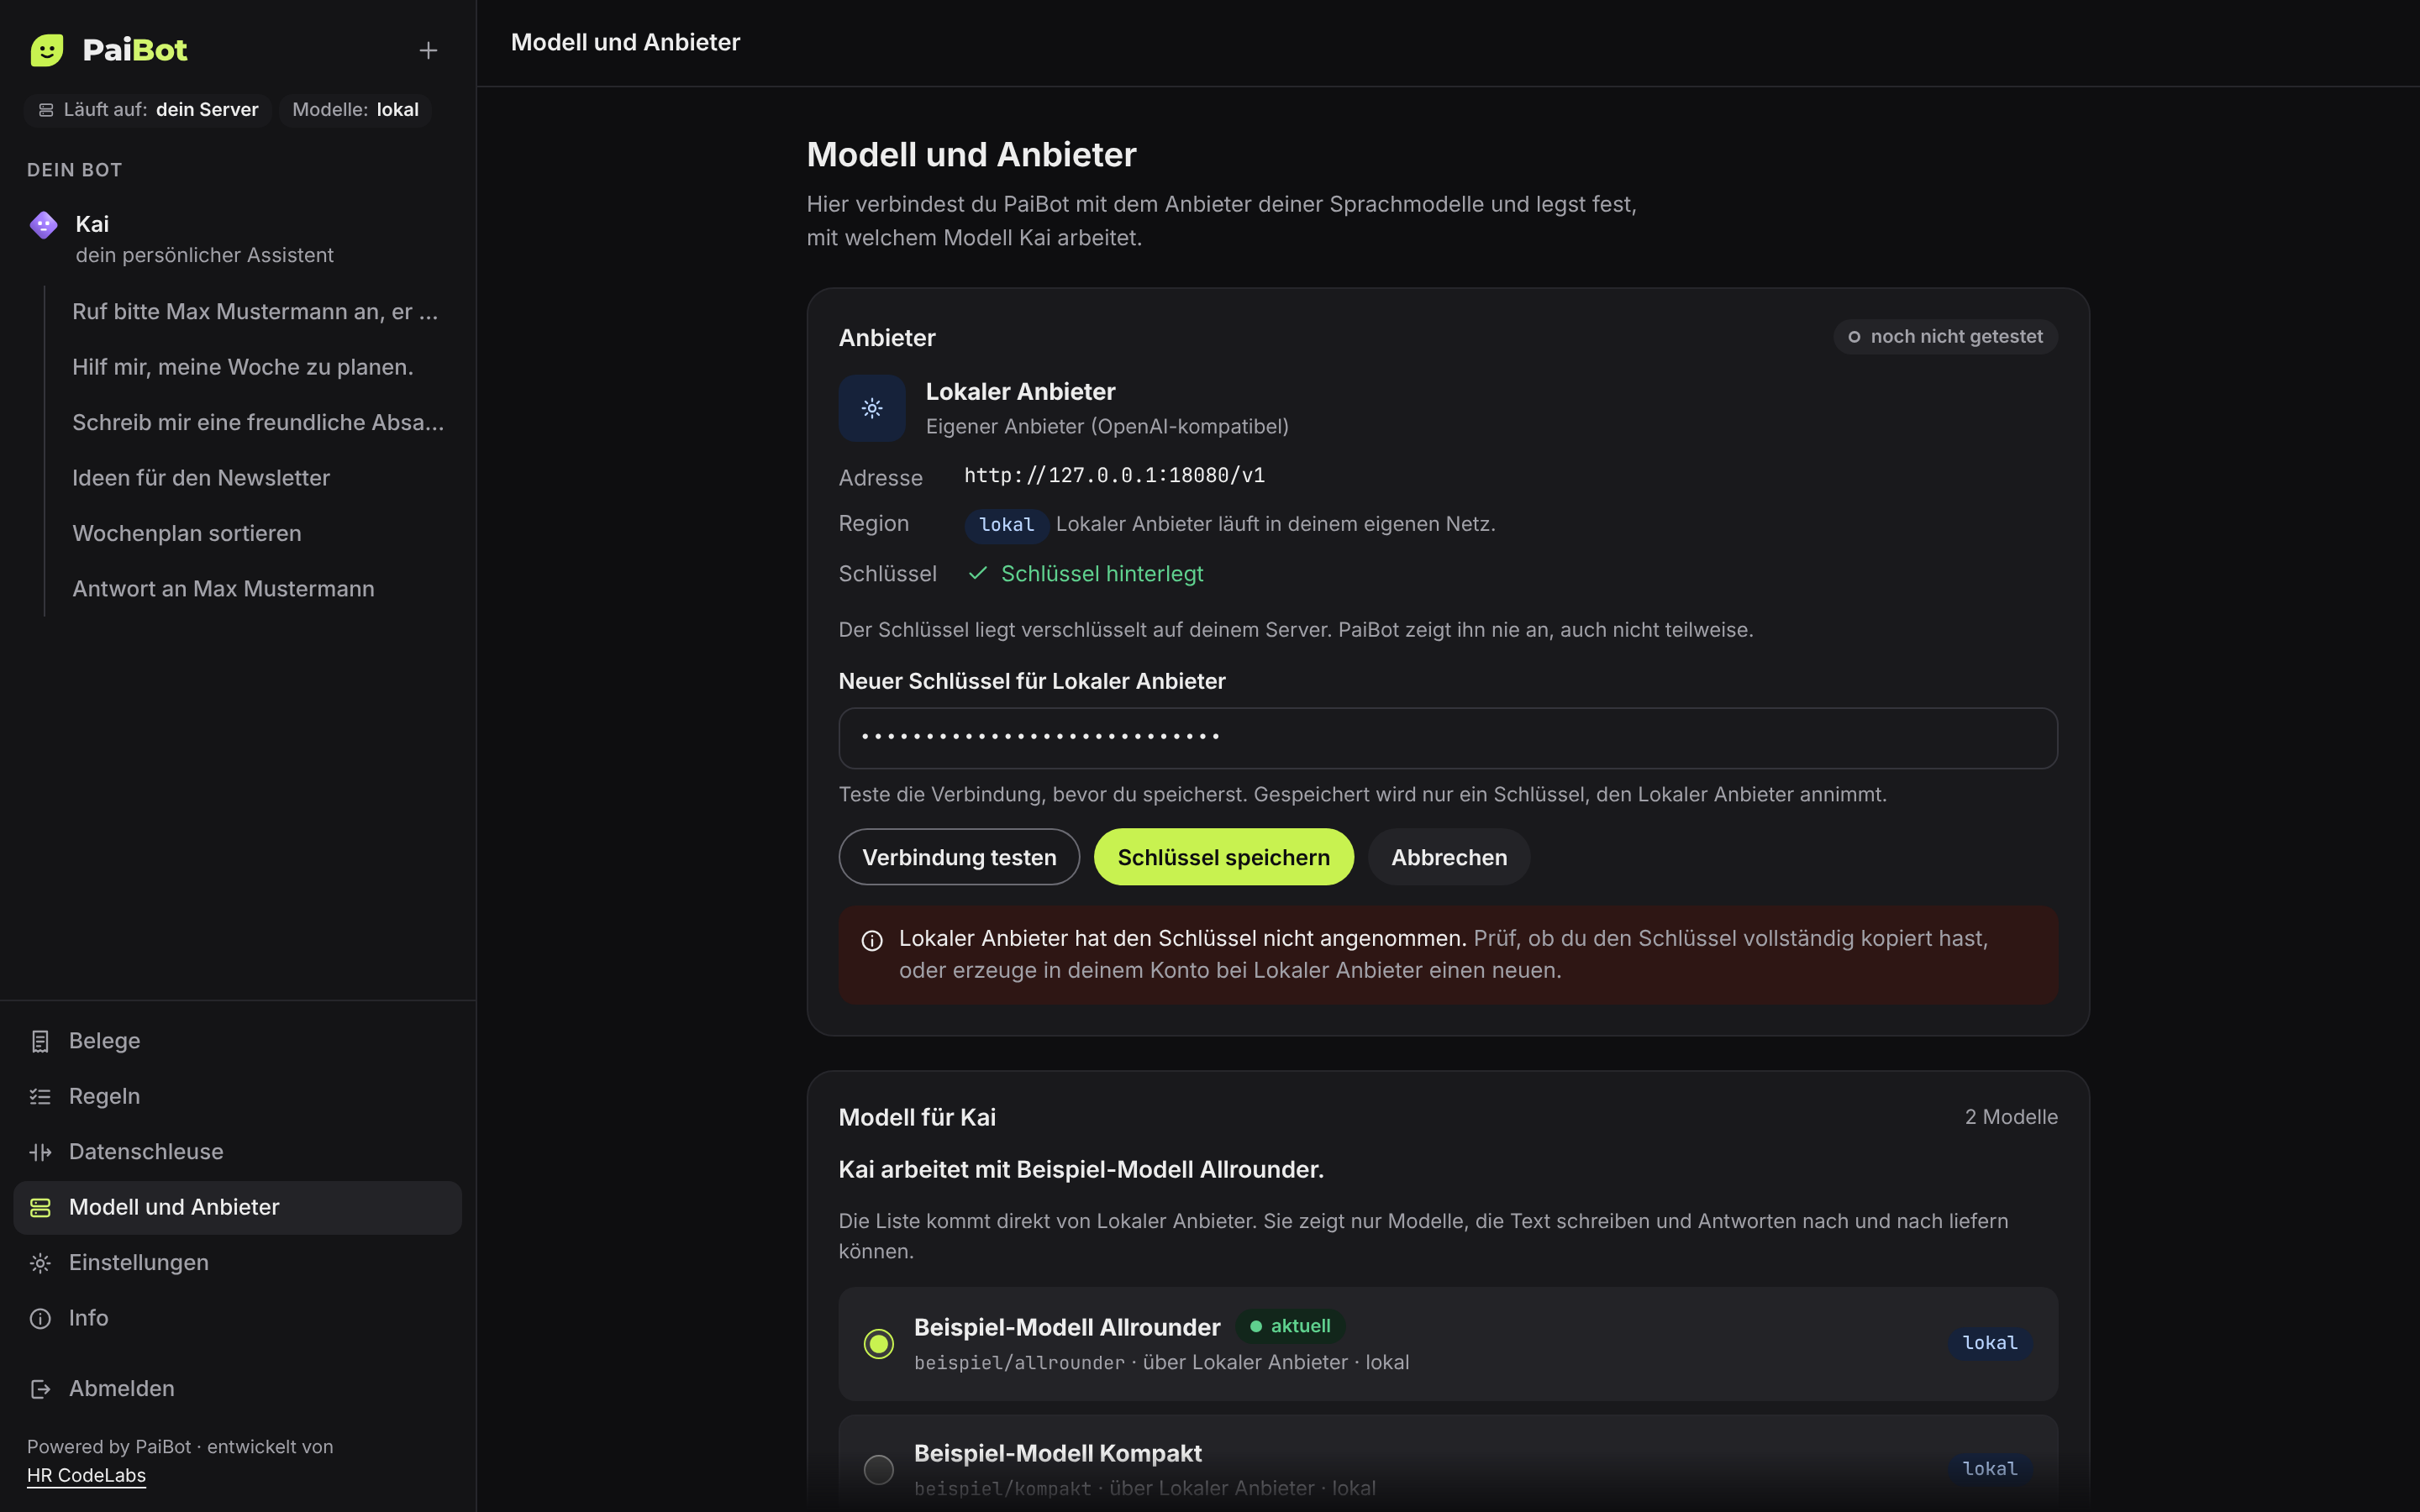 PaiBot
Läuft auf: dein Server
Modelle: lokal
DEIN BOT
Kai
dein persönlicher Assistent
Ruf bitte Max Mustermann an, er ...
Hilf mir, meine Woche zu planen.
Schreib mir eine freundliche Absa...
Ideen für den Newsletter
Wochenplan sortieren
Antwort an Max Mustermann
Belege
Regeln
Datenschleuse
Modell und Anbieter
Einstellungen
Info
Abmelden
Powered by PaiBot · entwickelt von
HR CodeLabs
Modell und Anbieter
Modell und Anbieter
Hier verbindest du PaiBot mit dem Anbieter deiner Sprachmodelle und legst fest,
mit welchem Modell Kai arbeitet.
Anbieter
noch nicht getestet
Lokaler Anbieter
Eigener Anbieter (OpenAI-kompatibel)
Adresse http://127.0.0.1:18080/v1
Region lokal Lokaler Anbieter läuft in deinem eigenen Netz.
Schlüssel Schlüssel hinterlegt
Der Schlüssel liegt verschlüsselt auf deinem Server. PaiBot zeigt ihn nie an, auch nicht teilweise.
Neuer Schlüssel für Lokaler Anbieter
••••••••••••••••••••••••••••
Teste die Verbindung, bevor du speicherst. Gespeichert wird nur ein Schlüssel, den Lokaler Anbieter annimmt.
Verbindung testen
Schlüssel speichern
Abbrechen
Lokaler Anbieter hat den Schlüssel nicht angenommen. Prüf, ob du den Schlüssel vollständig kopiert hast,
oder erzeuge in deinem Konto bei Lokaler Anbieter einen neuen.
Modell für Kai
2 Modelle
Kai arbeitet mit Beispiel-Modell Allrounder.
Die Liste kommt direkt von Lokaler Anbieter. Sie zeigt nur Modelle, die Text schreiben und Antworten nach und nach liefern
können.
Beispiel-Modell Allrounder
aktuell
beispiel/allrounder · über Lokaler Anbieter · lokal
lokal
Beispiel-Modell Kompakt
beispiel/kompakt · über Lokaler Anbieter · lokal
lokal